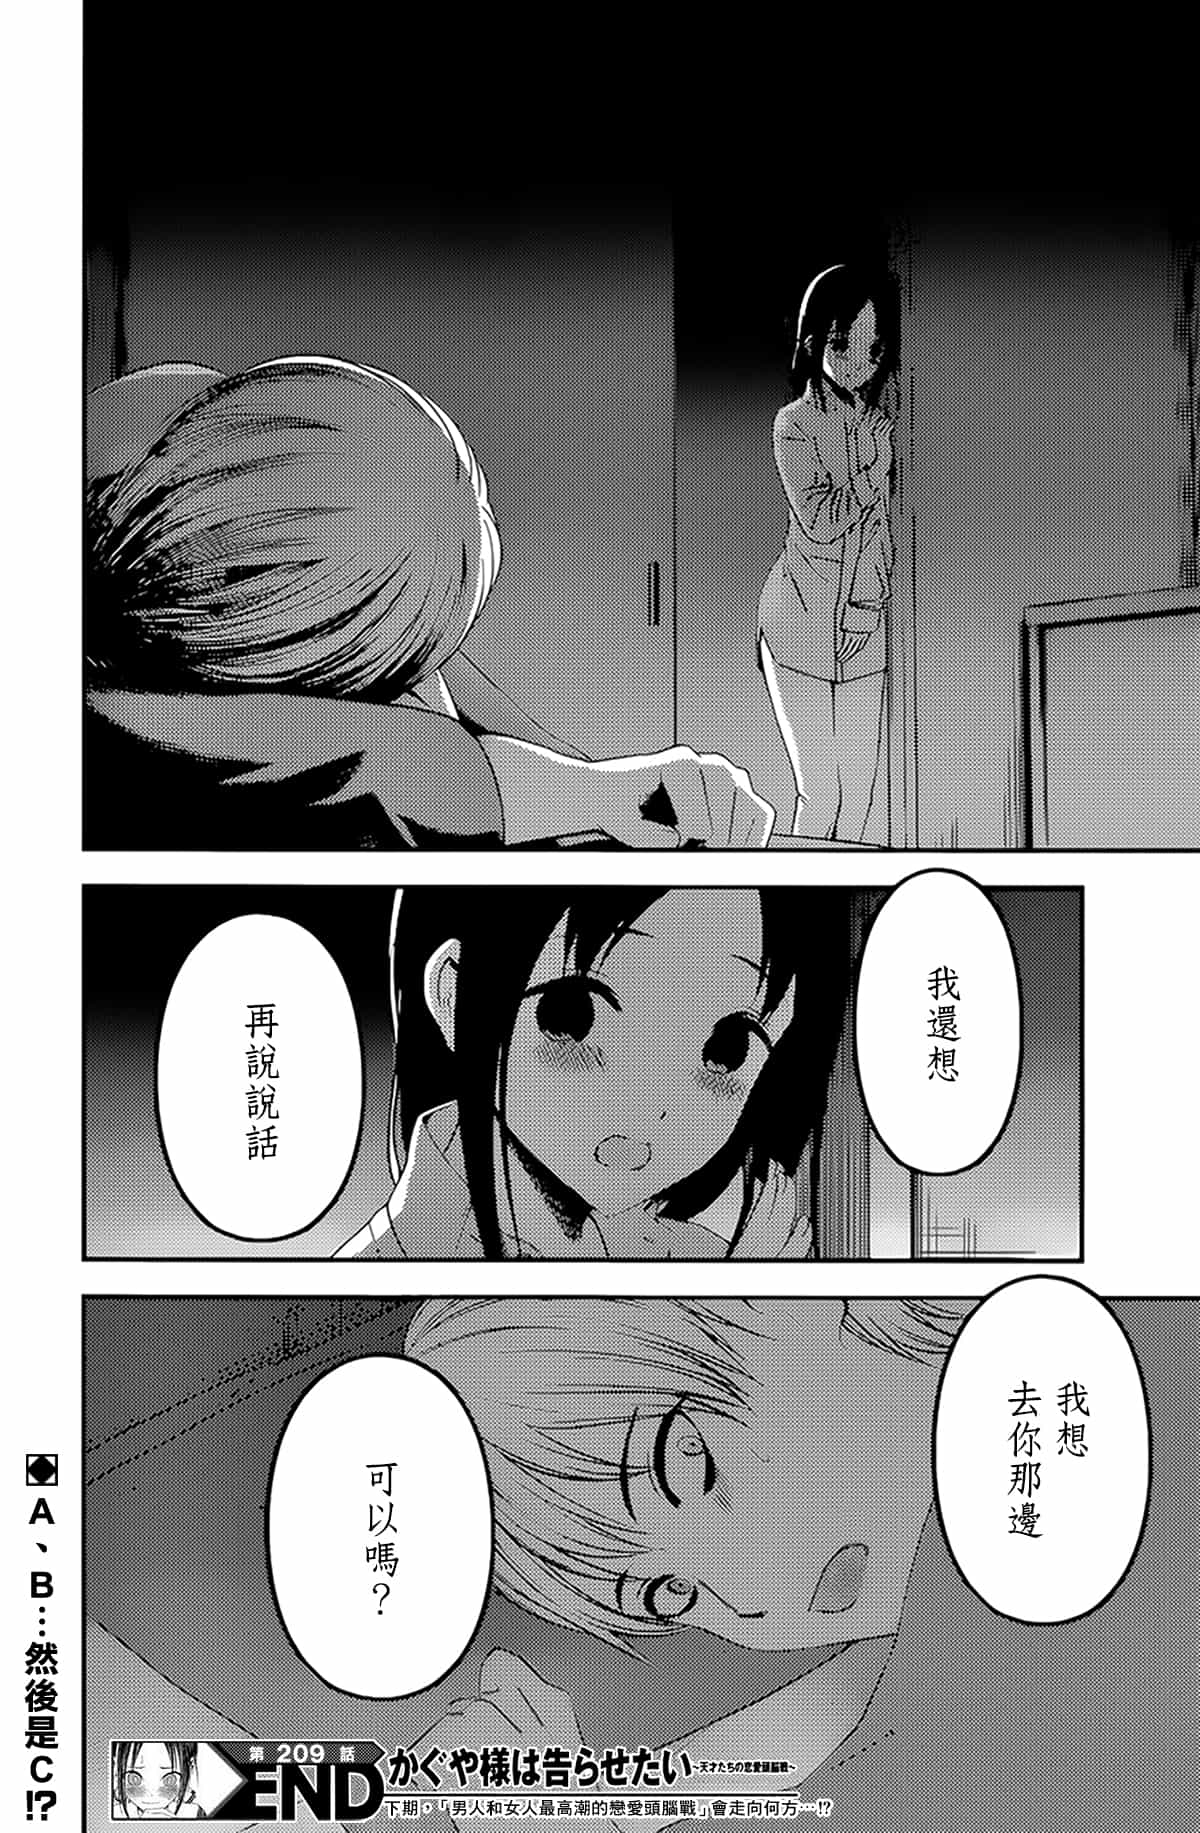 我還想
再說說話
我想
去你那邊
可以嗎？
◆A、B…然後是C!?
第209話
END
かぐや様は告らせたい
~天才たちの恋愛頭脳戦~
下期，「男人和女人最高潮的戀愛頭腦戰」會走向何方…!?